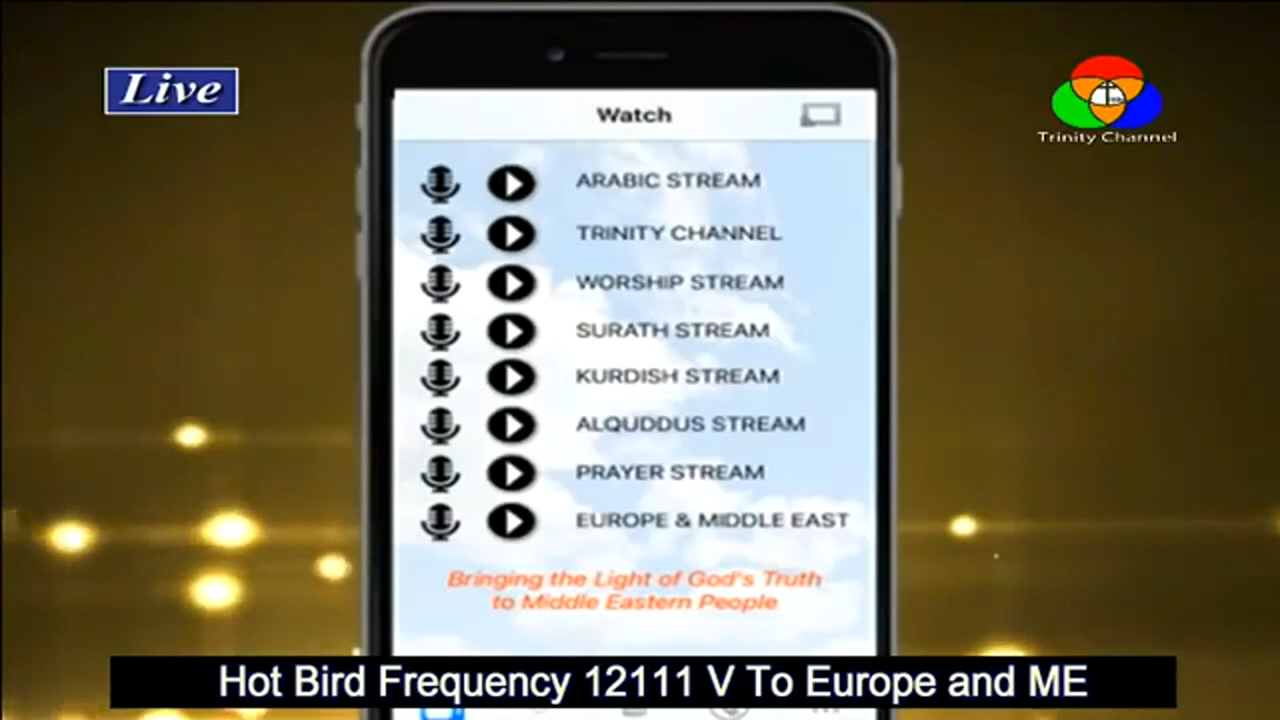 Live
Trinity Channel
Watch
ARABIC STREAM
TRINITY CHANNEL
WORSHIP STREAM
SURATH STREAM
KURDISH STREAM
ALQUDDUS STREAM
PRAYER STREAM
EUROPE & MIDDLE EAST
Bringing the Light of God's Truth
to Middle Eastern People
Hot Bird Frequency 12111 V To Europe and ME